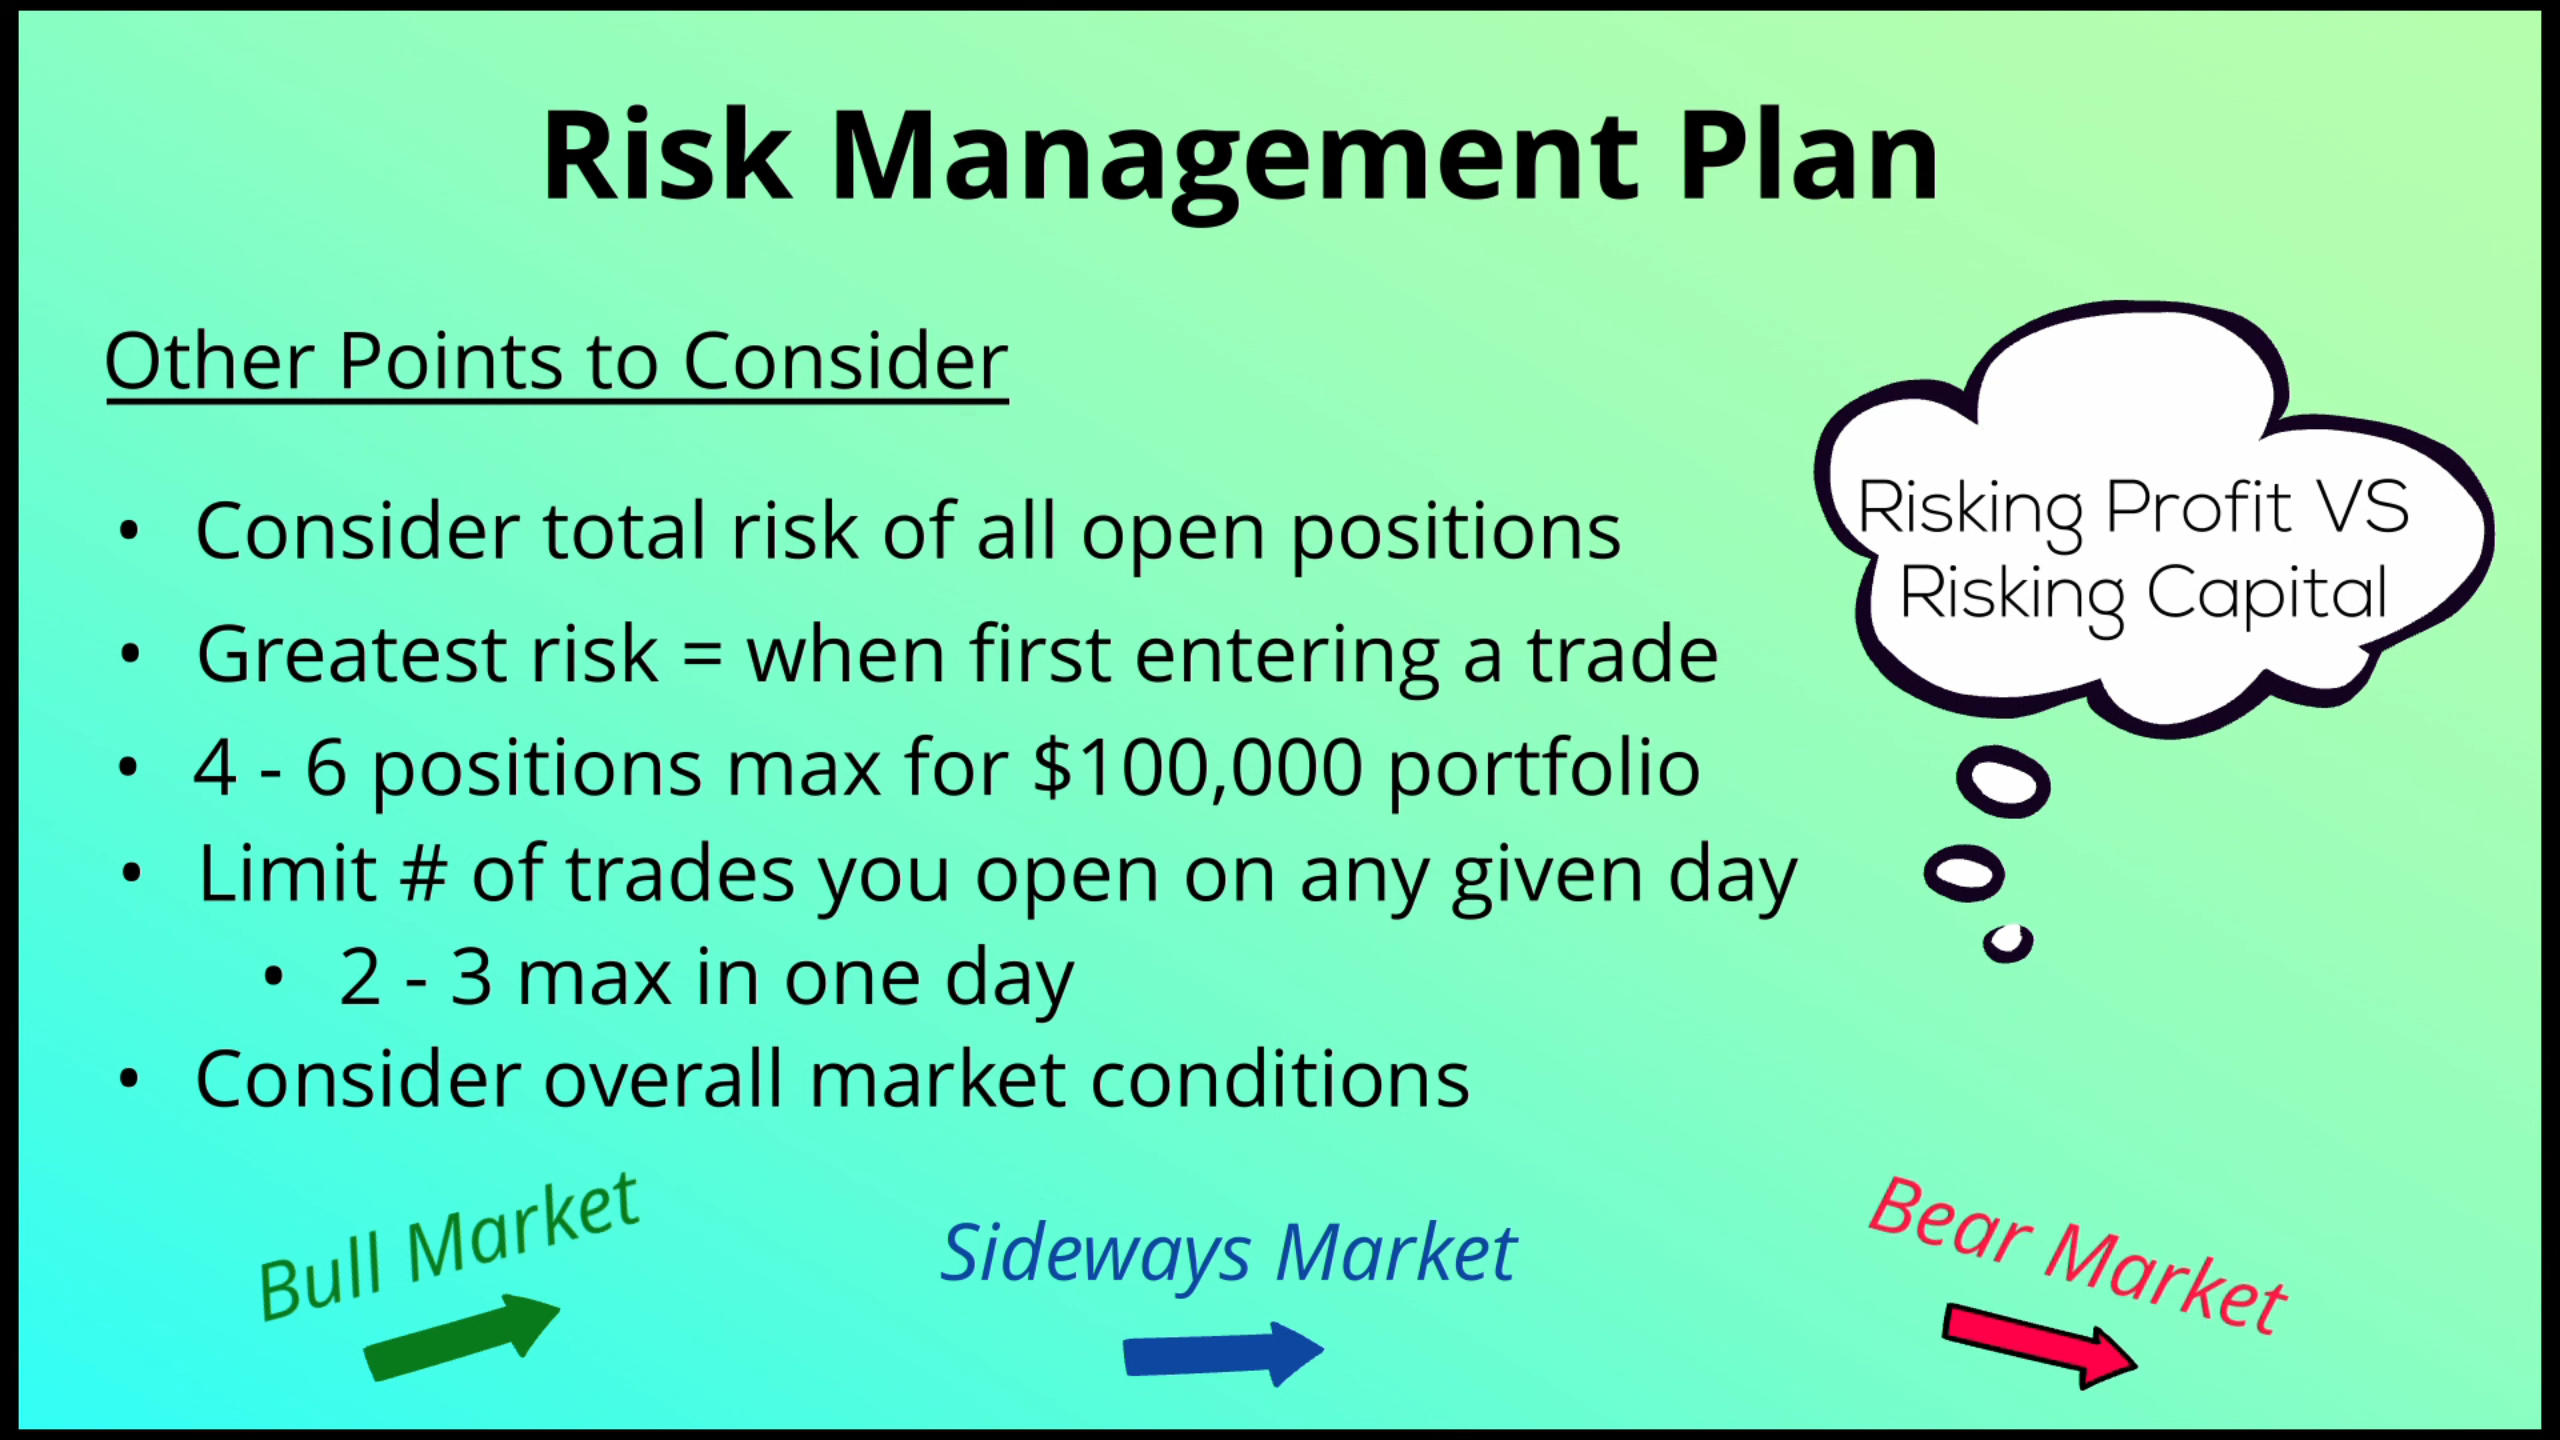 Risk Management Plan
Other Points to Consider
• Consider total risk of all open positions
• Greatest risk = when first entering a trade
• 4 - 6 positions max for $100,000 portfolio
• Limit # of trades you open on any given day
• 2 - 3 max in one day
• Consider overall market conditions
Risking Profit VS
Risking Capital
Bull Market
Sideways Market
Bear Market